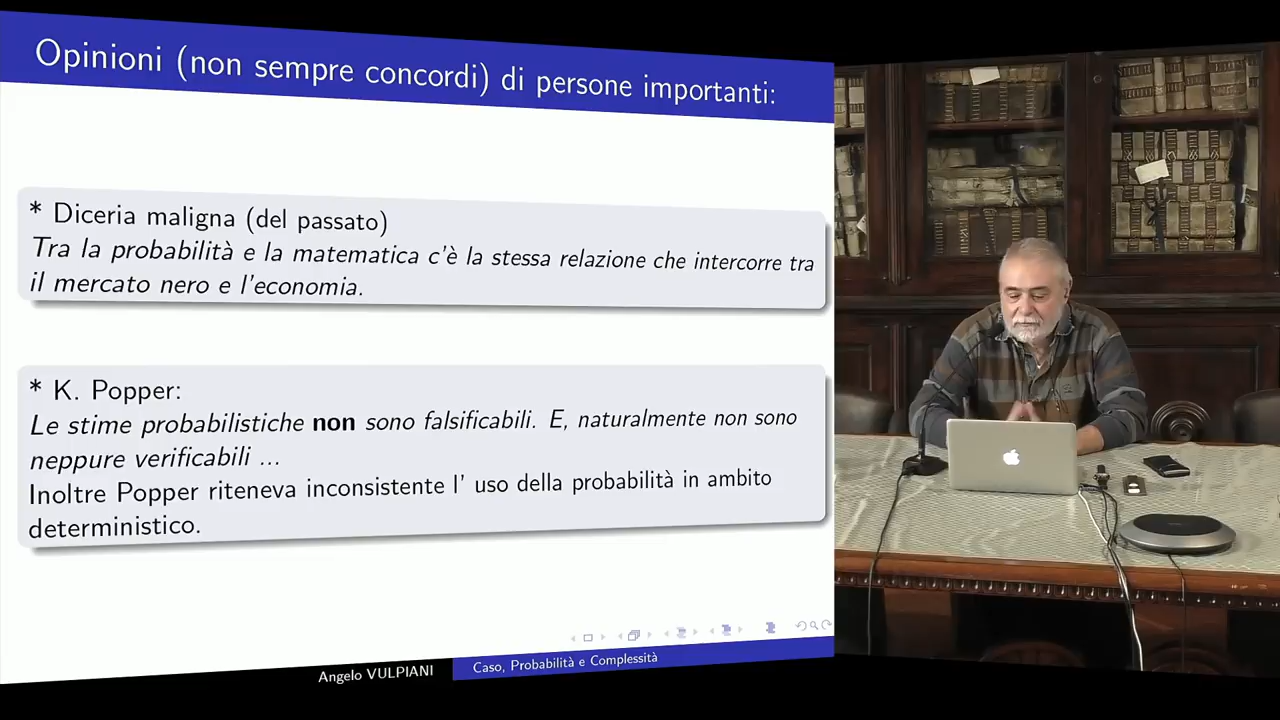 Opinioni (non sempre concordi) di persone importanti:
* Diceria maligna (del passato)
Tra la probabilità e la matematica c'è la stessa relazione che intercorre tra
il mercato nero e l'economia.
* K. Popper:
Le stime probabilistiche non sono falsificabili. E, naturalmente non sono
neppure verificabili ...
Inoltre Popper riteneva inconsistente l' uso della probabilità in ambito
deterministico.
Angelo VULPIANI
Caso, Probabilità e Complessità